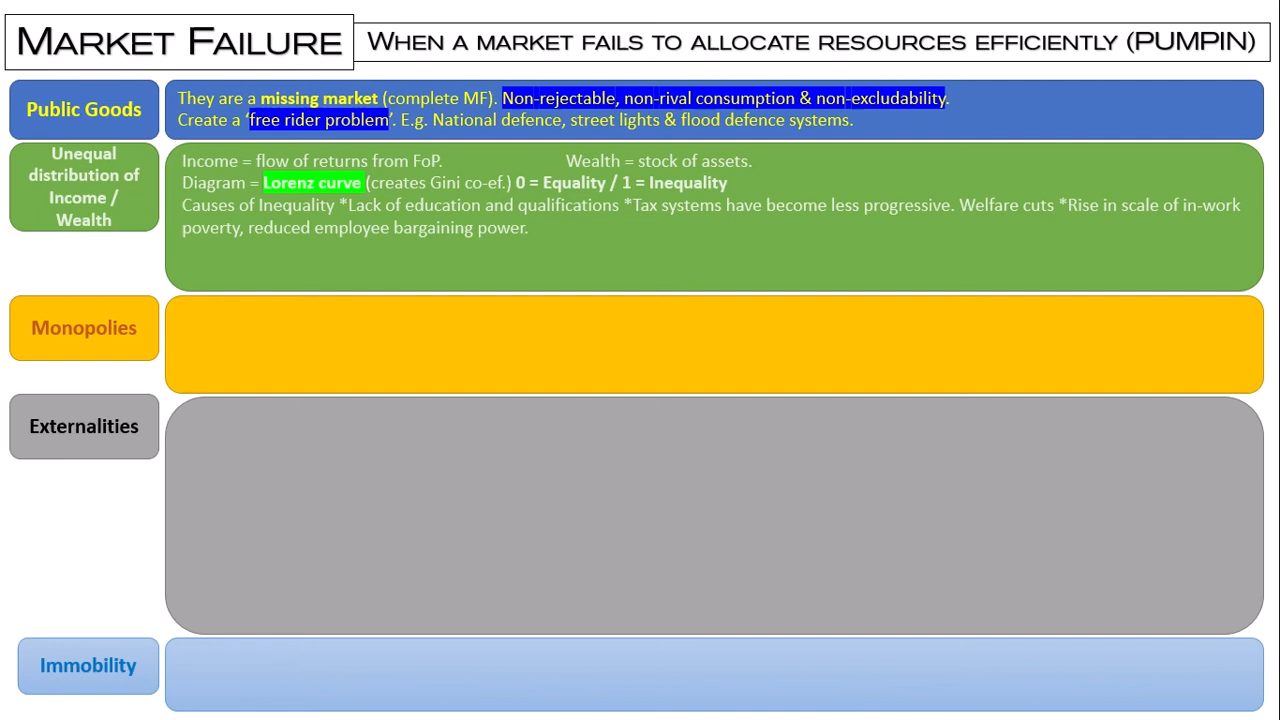 Market Failure
When a market fails to allocate resources efficiently (PUMPIN)
Public Goods
They are a missing market (complete MF). Non-rejectable, non-rival consumption & non-excludability.
Create a ‘free rider problem’. E.g. National defence, street lights & flood defence systems.
Unequal
distribution of
Income /
Wealth
Income = flow of returns from FoP. Wealth = stock of assets.
Diagram = Lorenz curve (creates Gini co-ef.) 0 = Equality / 1 = Inequality
Causes of Inequality *Lack of education and qualifications *Tax systems have become less progressive. Welfare cuts *Rise in scale of in-work
poverty, reduced employee bargaining power.
Monopolies
Externalities
Immobility